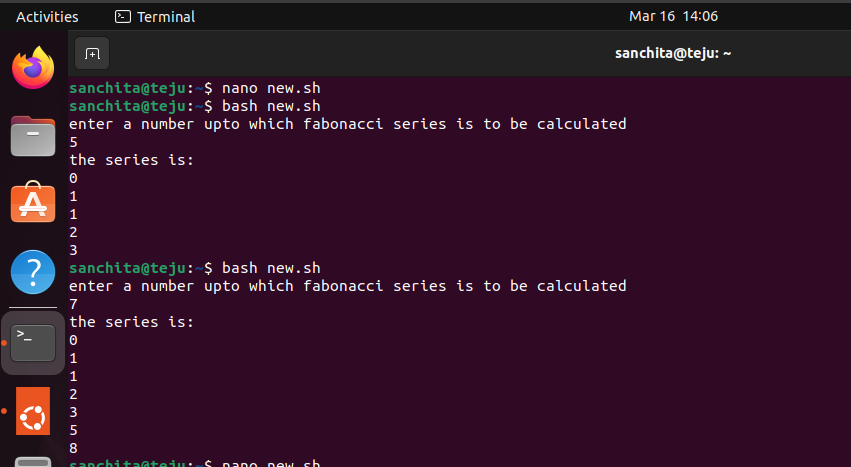 Activities
Terminal
Mar 16 14:06
sanchita@teju: ~
sanchita@teju:~$ nano new.sh
sanchita@teju:~$ bash new.sh
enter a number upto which fabonacci series is to be calculated
5
the series is:
0
1
1
2
3
sanchita@teju:~$ bash new.sh
enter a number upto which fabonacci series is to be calculated
7
the series is:
0
1
1
2
3
5
8
sanchita@teju:~$ nano new.sh